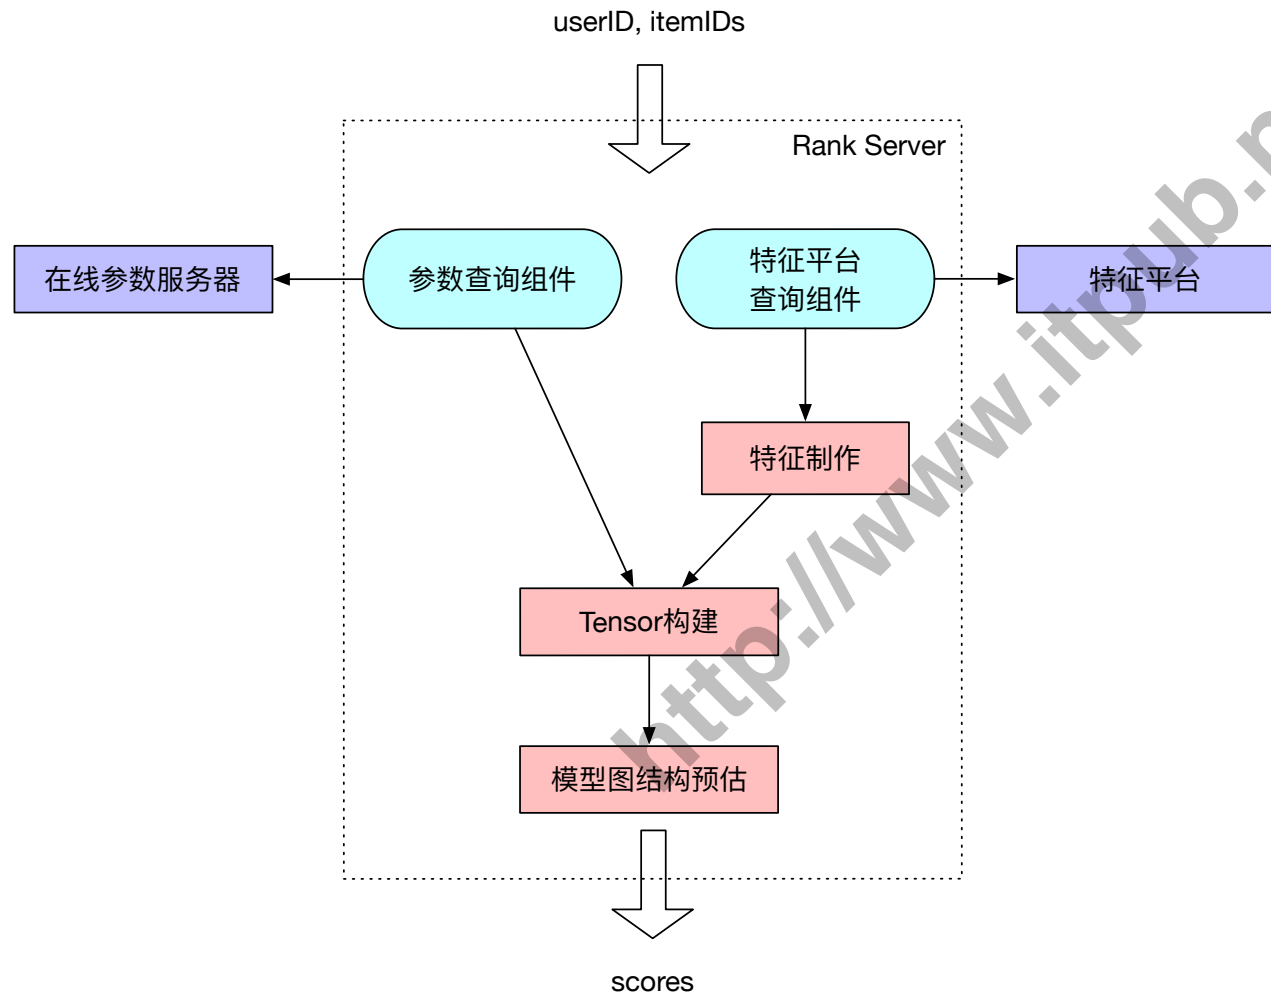 userID, itemIDs
Rank Server
在线参数服务器
参数查询组件
特征平台
查询组件
特征平台
特征制作
Tensor构建
模型图结构预估
scores
http://www.itpub.n